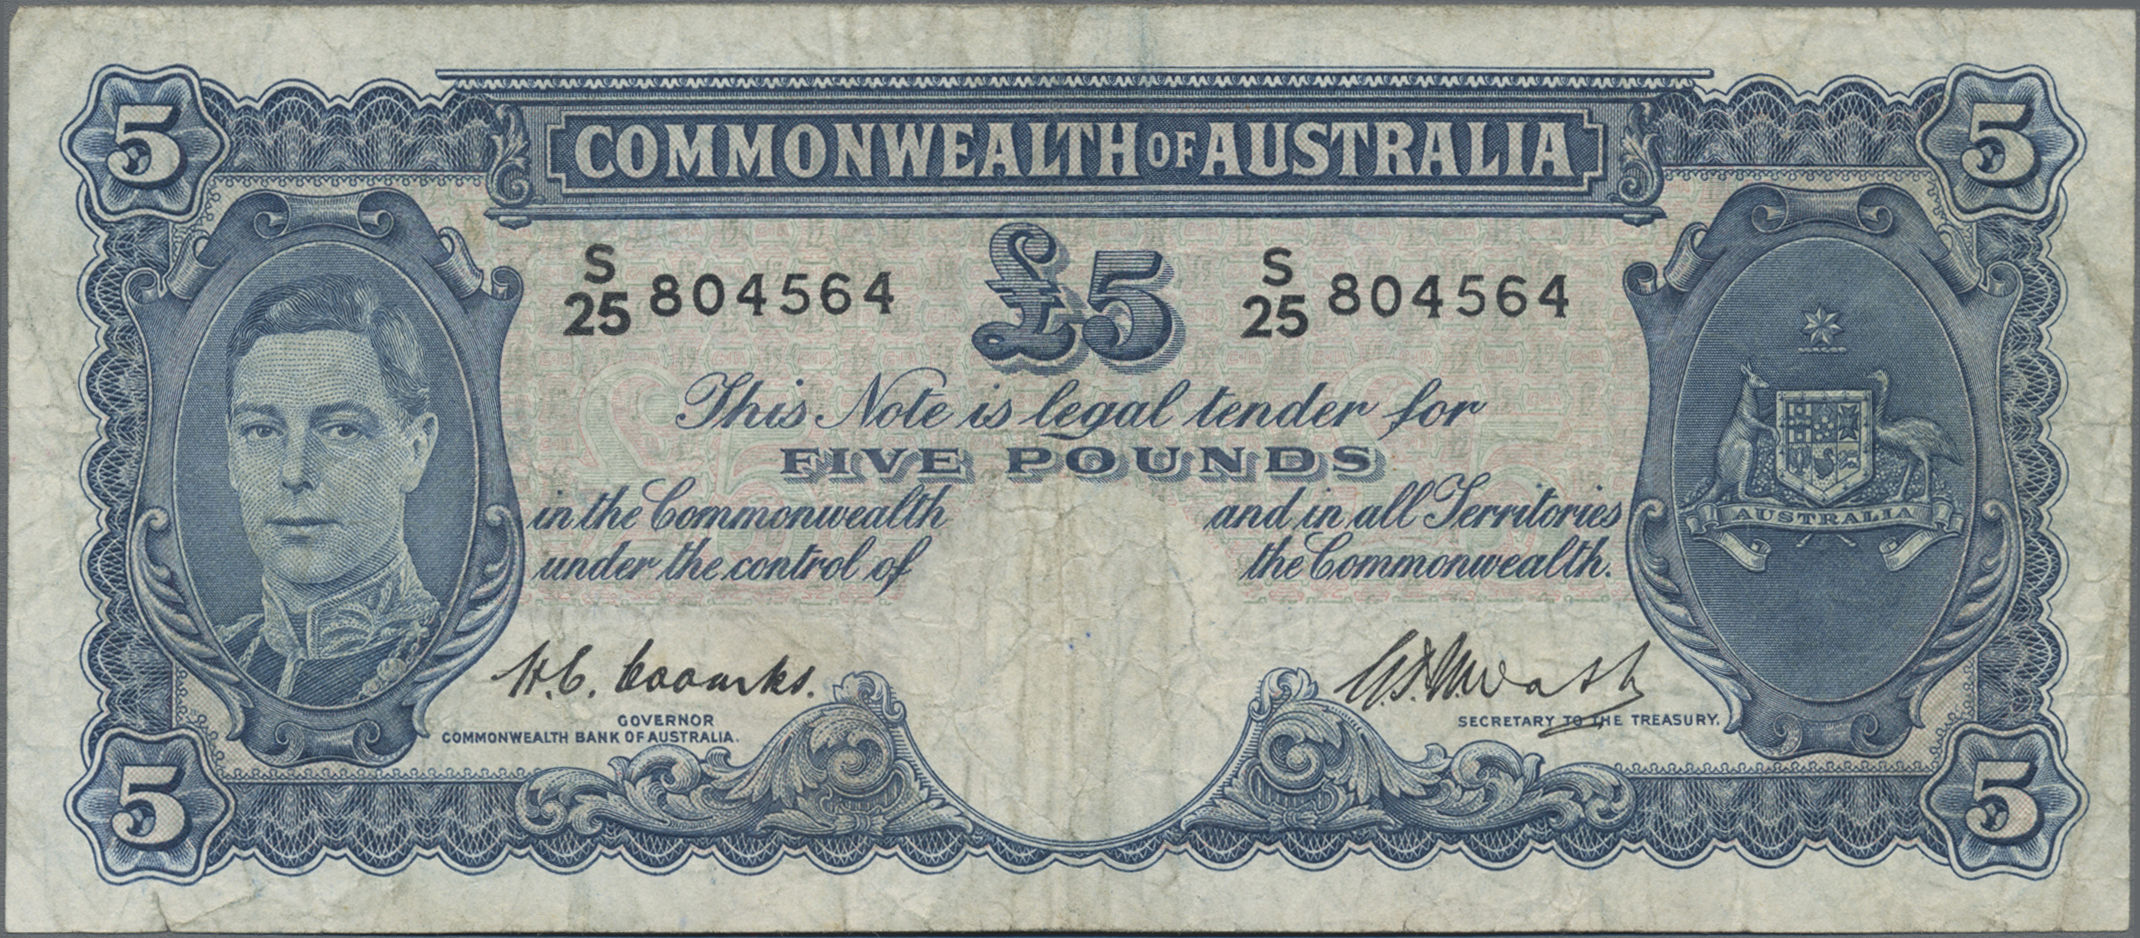 5 COMMONWEALTH OF AUSTRALIA 5
S/25 804564 £5 S/25 804564
This Note is legal tender for
FIVE POUNDS
in the Commonwealth and in all Territories
under the control of the Commonwealth.
AUSTRALIA
H.C. Coombs.
GOVERNOR
COMMONWEALTH BANK OF AUSTRALIA.
SECRETARY TO THE TREASURY.
5 5